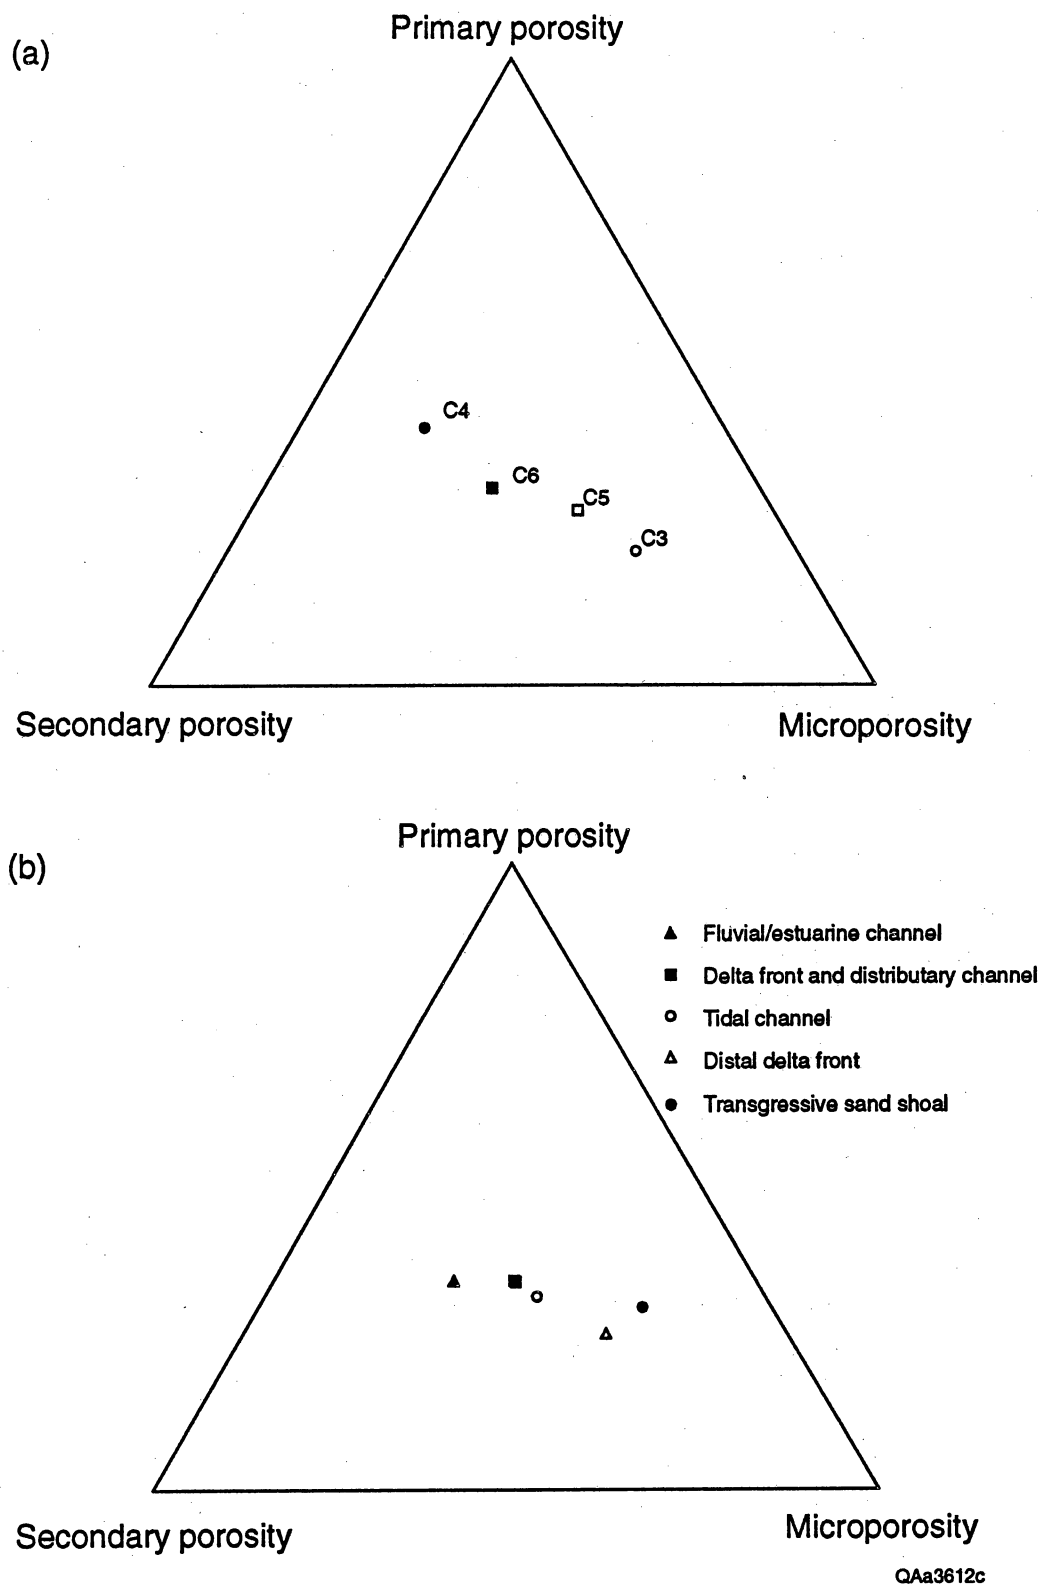 (a)
Primary porosity
C4
C6
C5
C3
Secondary porosity
Microporosity
(b)
Primary porosity
Fluvial/estuarine channel
Delta front and distributary channel
Tidal channel
Distal delta front
Transgressive sand shoal
Secondary porosity
Microporosity
QAa3612c